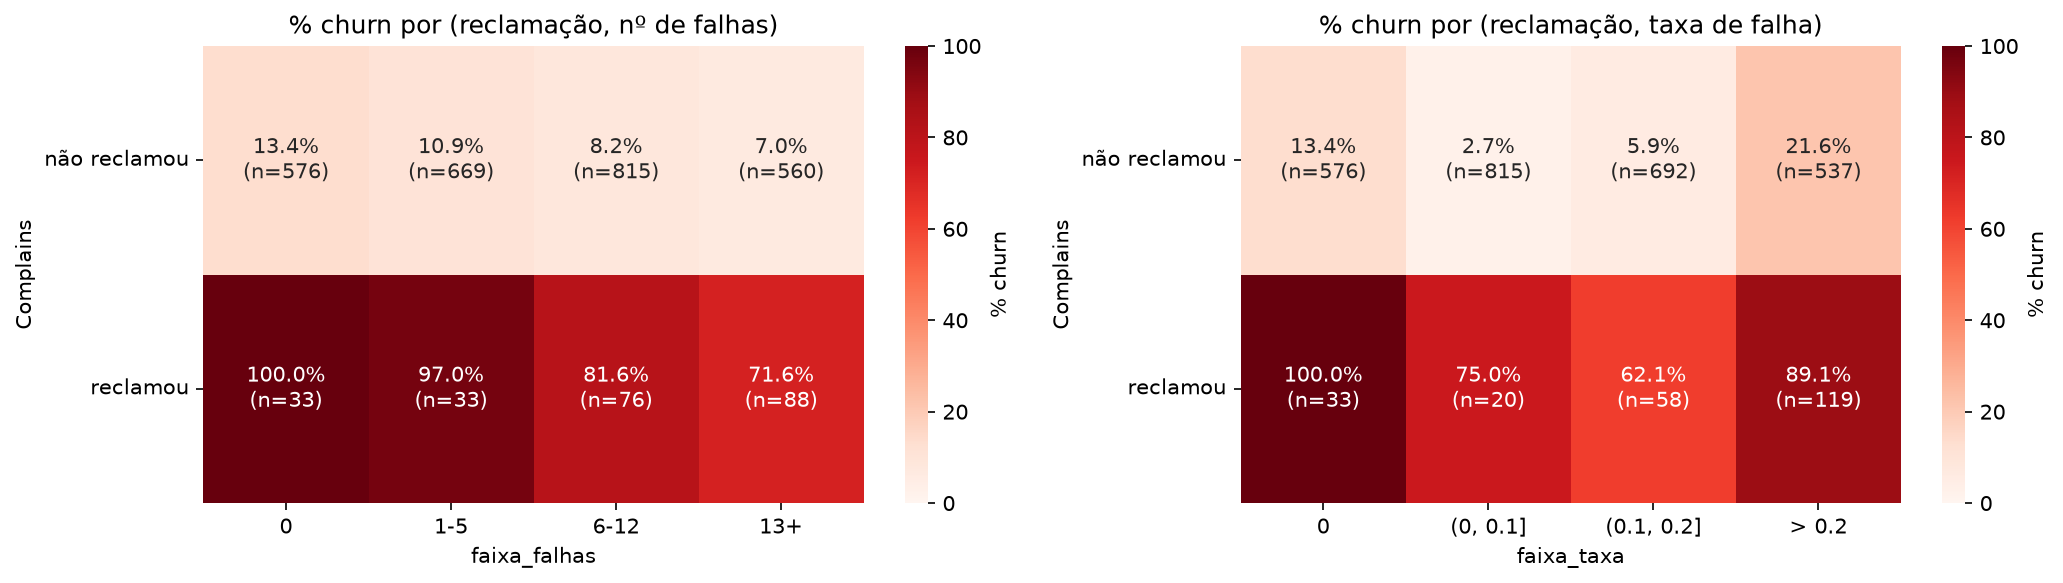 % churn por (reclamação, nº de falhas)
não reclamou
reclamou
Complains
13.4%
(n=576)
10.9%
(n=669)
8.2%
(n=815)
7.0%
(n=560)
100.0%
(n=33)
97.0%
(n=33)
81.6%
(n=76)
71.6%
(n=88)
0
1-5
6-12
13+
faixa_falhas
100
80
60
40
20
0
% churn
% churn por (reclamação, taxa de falha)
não reclamou
reclamou
Complains
13.4%
(n=576)
2.7%
(n=815)
5.9%
(n=692)
21.6%
(n=537)
100.0%
(n=33)
75.0%
(n=20)
62.1%
(n=58)
89.1%
(n=119)
0
(0, 0.1]
(0.1, 0.2]
> 0.2
faixa_taxa
100
80
60
40
20
0
% churn